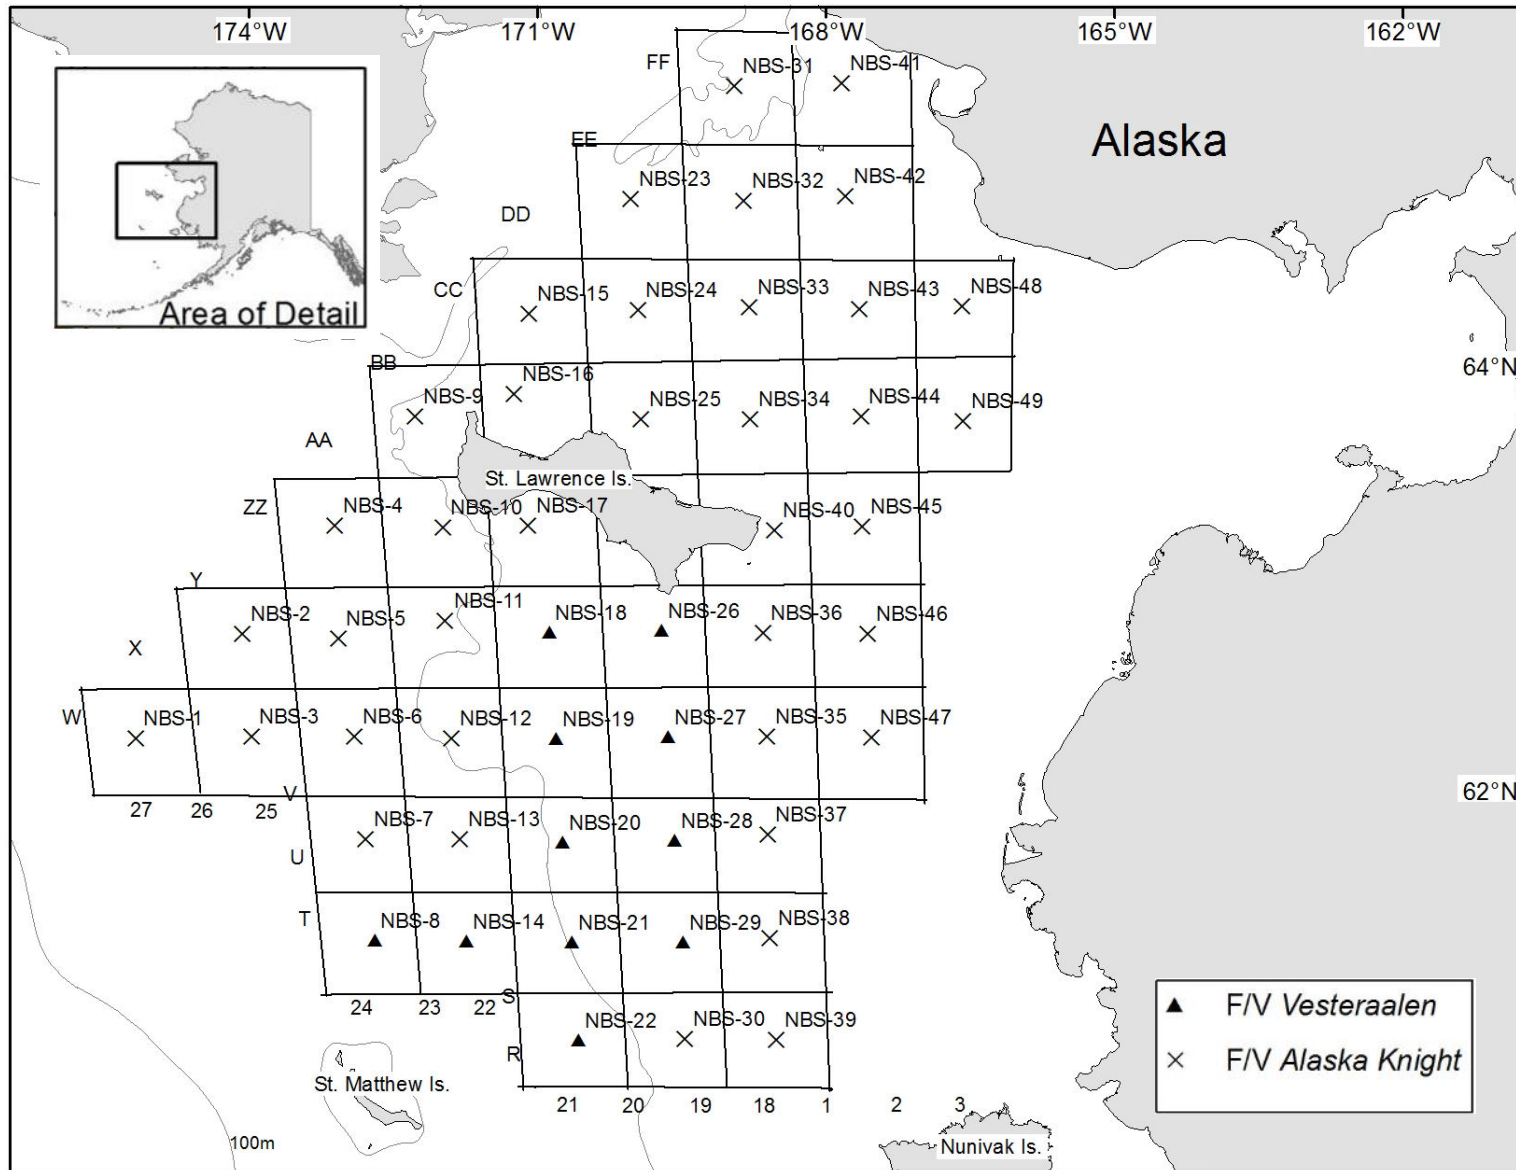 174°W 171°W 168°W 165°W 162°W
FF NBS-31 NBS-41
Alaska
EE
NBS-23 NBS-32 NBS-42
DD
CC NBS-15 NBS-24 NBS-33 NBS-43 NBS-48
Area of Detail
BB 64°N
NBS-9 NBS-16 NBS-25 NBS-34 NBS-44 NBS-49
AA
St. Lawrence Is.
ZZ NBS-4 NBS-10 NBS-17 NBS-40 NBS-45
Y
NBS-2 NBS-5 NBS-11 NBS-18 NBS-26 NBS-36 NBS-46
X
W NBS-1 NBS-3 NBS-6 NBS-12 NBS-19 NBS-27 NBS-35 NBS-47
V 62°N
27 26 25
NBS-7 NBS-13 NBS-20 NBS-28 NBS-37
U
T NBS-8 NBS-14 NBS-21 NBS-29 NBS-38
S
24 23 22
NBS-22 NBS-30 NBS-39
R
F/V Vesteraalen
F/V Alaska Knight
St. Matthew Is.
21 20 19 18 1 2 3
100m
Nunivak Is.